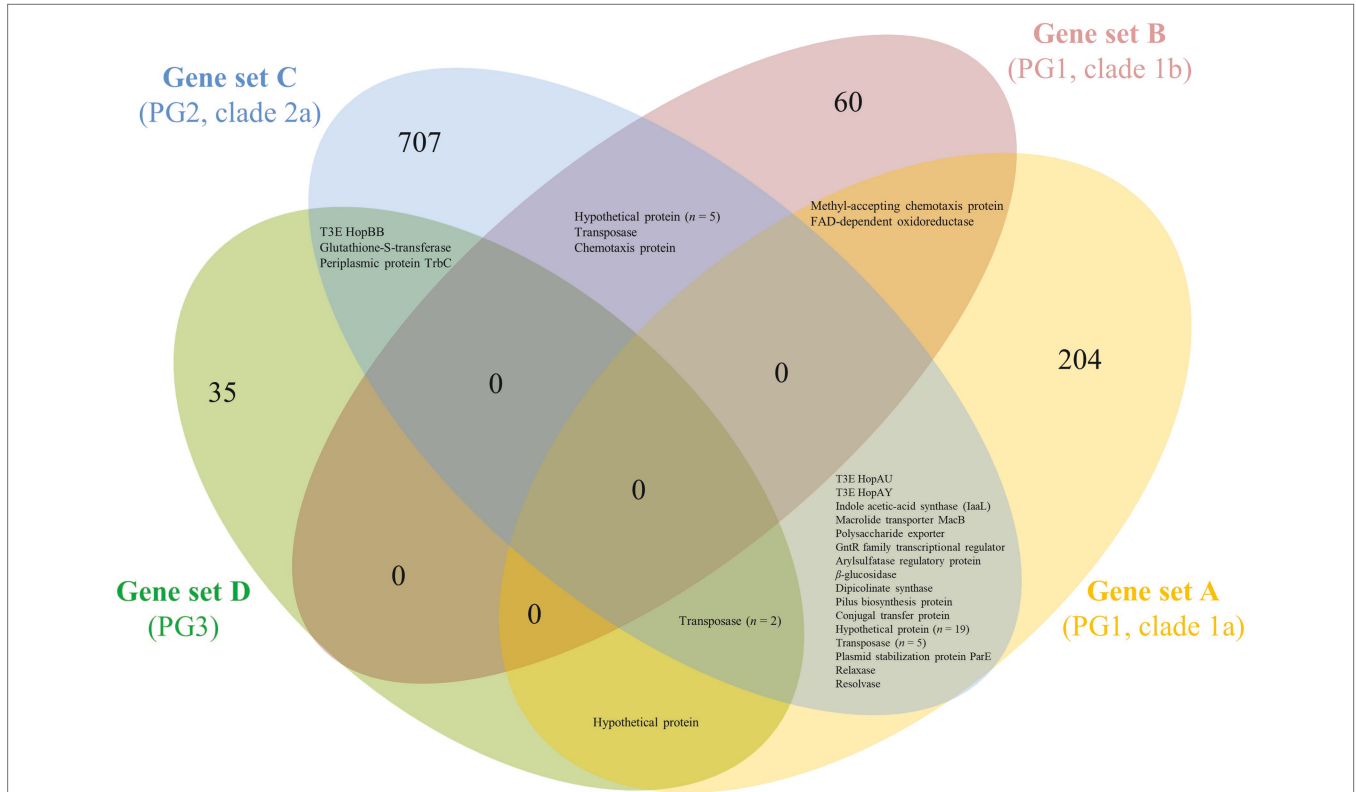 Gene set B
(PG1, clade 1b)
Gene set C
(PG2, clade 2a)
60
707
Methyl-accepting chemotaxis protein
FAD-dependent oxidoreductase
Hypothetical protein (n = 5)
Transposase
Chemotaxis protein
T3E HopBB
Glutathione-S-transferase
Periplasmic protein TrbC
204
35
0
0
0
T3E HopAU
T3E HopAY
Indole acetic-acid synthase (IaaL)
Macrolide transporter MacB
Polysaccharide exporter
GntR family transcriptional regulator
Arylsulfatase regulatory protein
β-glucosidase
Dipicolinate synthase
Pilus biosynthesis protein
Conjugal transfer protein
Hypothetical protein (n = 19)
Transposase (n = 5)
Plasmid stabilization protein ParE
Relaxase
Resolvase
0
Gene set D
(PG3)
Gene set A
(PG1, clade 1a)
0
Transposase (n = 2)
Hypothetical protein